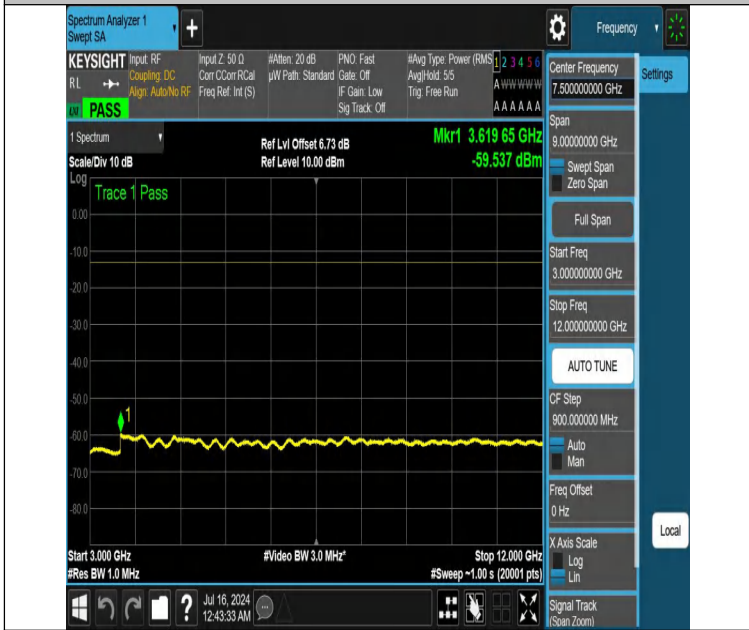 Spectrum Analyzer 1
Swept SA
+
Frequency
KEYSIGHT
RL
PASS
Input: RF
Coupling: DC
Align: Auto/No RF
Input Z: 50 Ω
Corr CCorr RCal
Freq Ref: Int (S)
#Atten: 20 dB
µW Path: Standard
PNO: Fast
Gate: Off
IF Gain: Low
Sig Track: Off
#Avg Type: Power (RMS
Avg|Hold: 5/5
Trig: Free Run
1 2 3 4 5 6
A W W W W W
A A A A A A
1 Spectrum
Scale/Div 10 dB
Ref Lvl Offset 6.73 dB
Ref Level 10.00 dBm
Mkr1 3.619 65 GHz
-59.537 dBm
Log
Trace 1 Pass
0.00
-10.0
-20.0
-30.0
-40.0
-50.0
-60.0
-70.0
-80.0
1
Start 3.000 GHz
#Res BW 1.0 MHz
#Video BW 3.0 MHz*
Stop 12.000 GHz
#Sweep ~1.00 s (20001 pts)
Center Frequency
7.500000000 GHz
Settings
Span
9.00000000 GHz
Swept Span
Zero Span
Full Span
Start Freq
3.000000000 GHz
Stop Freq
12.000000000 GHz
AUTO TUNE
CF Step
900.000000 MHz
Auto
Man
Freq Offset
0 Hz
X Axis Scale
Log
Lin
Signal Track
(Span Zoom)
Local
?
Jul 16, 2024
12:43:33 AM